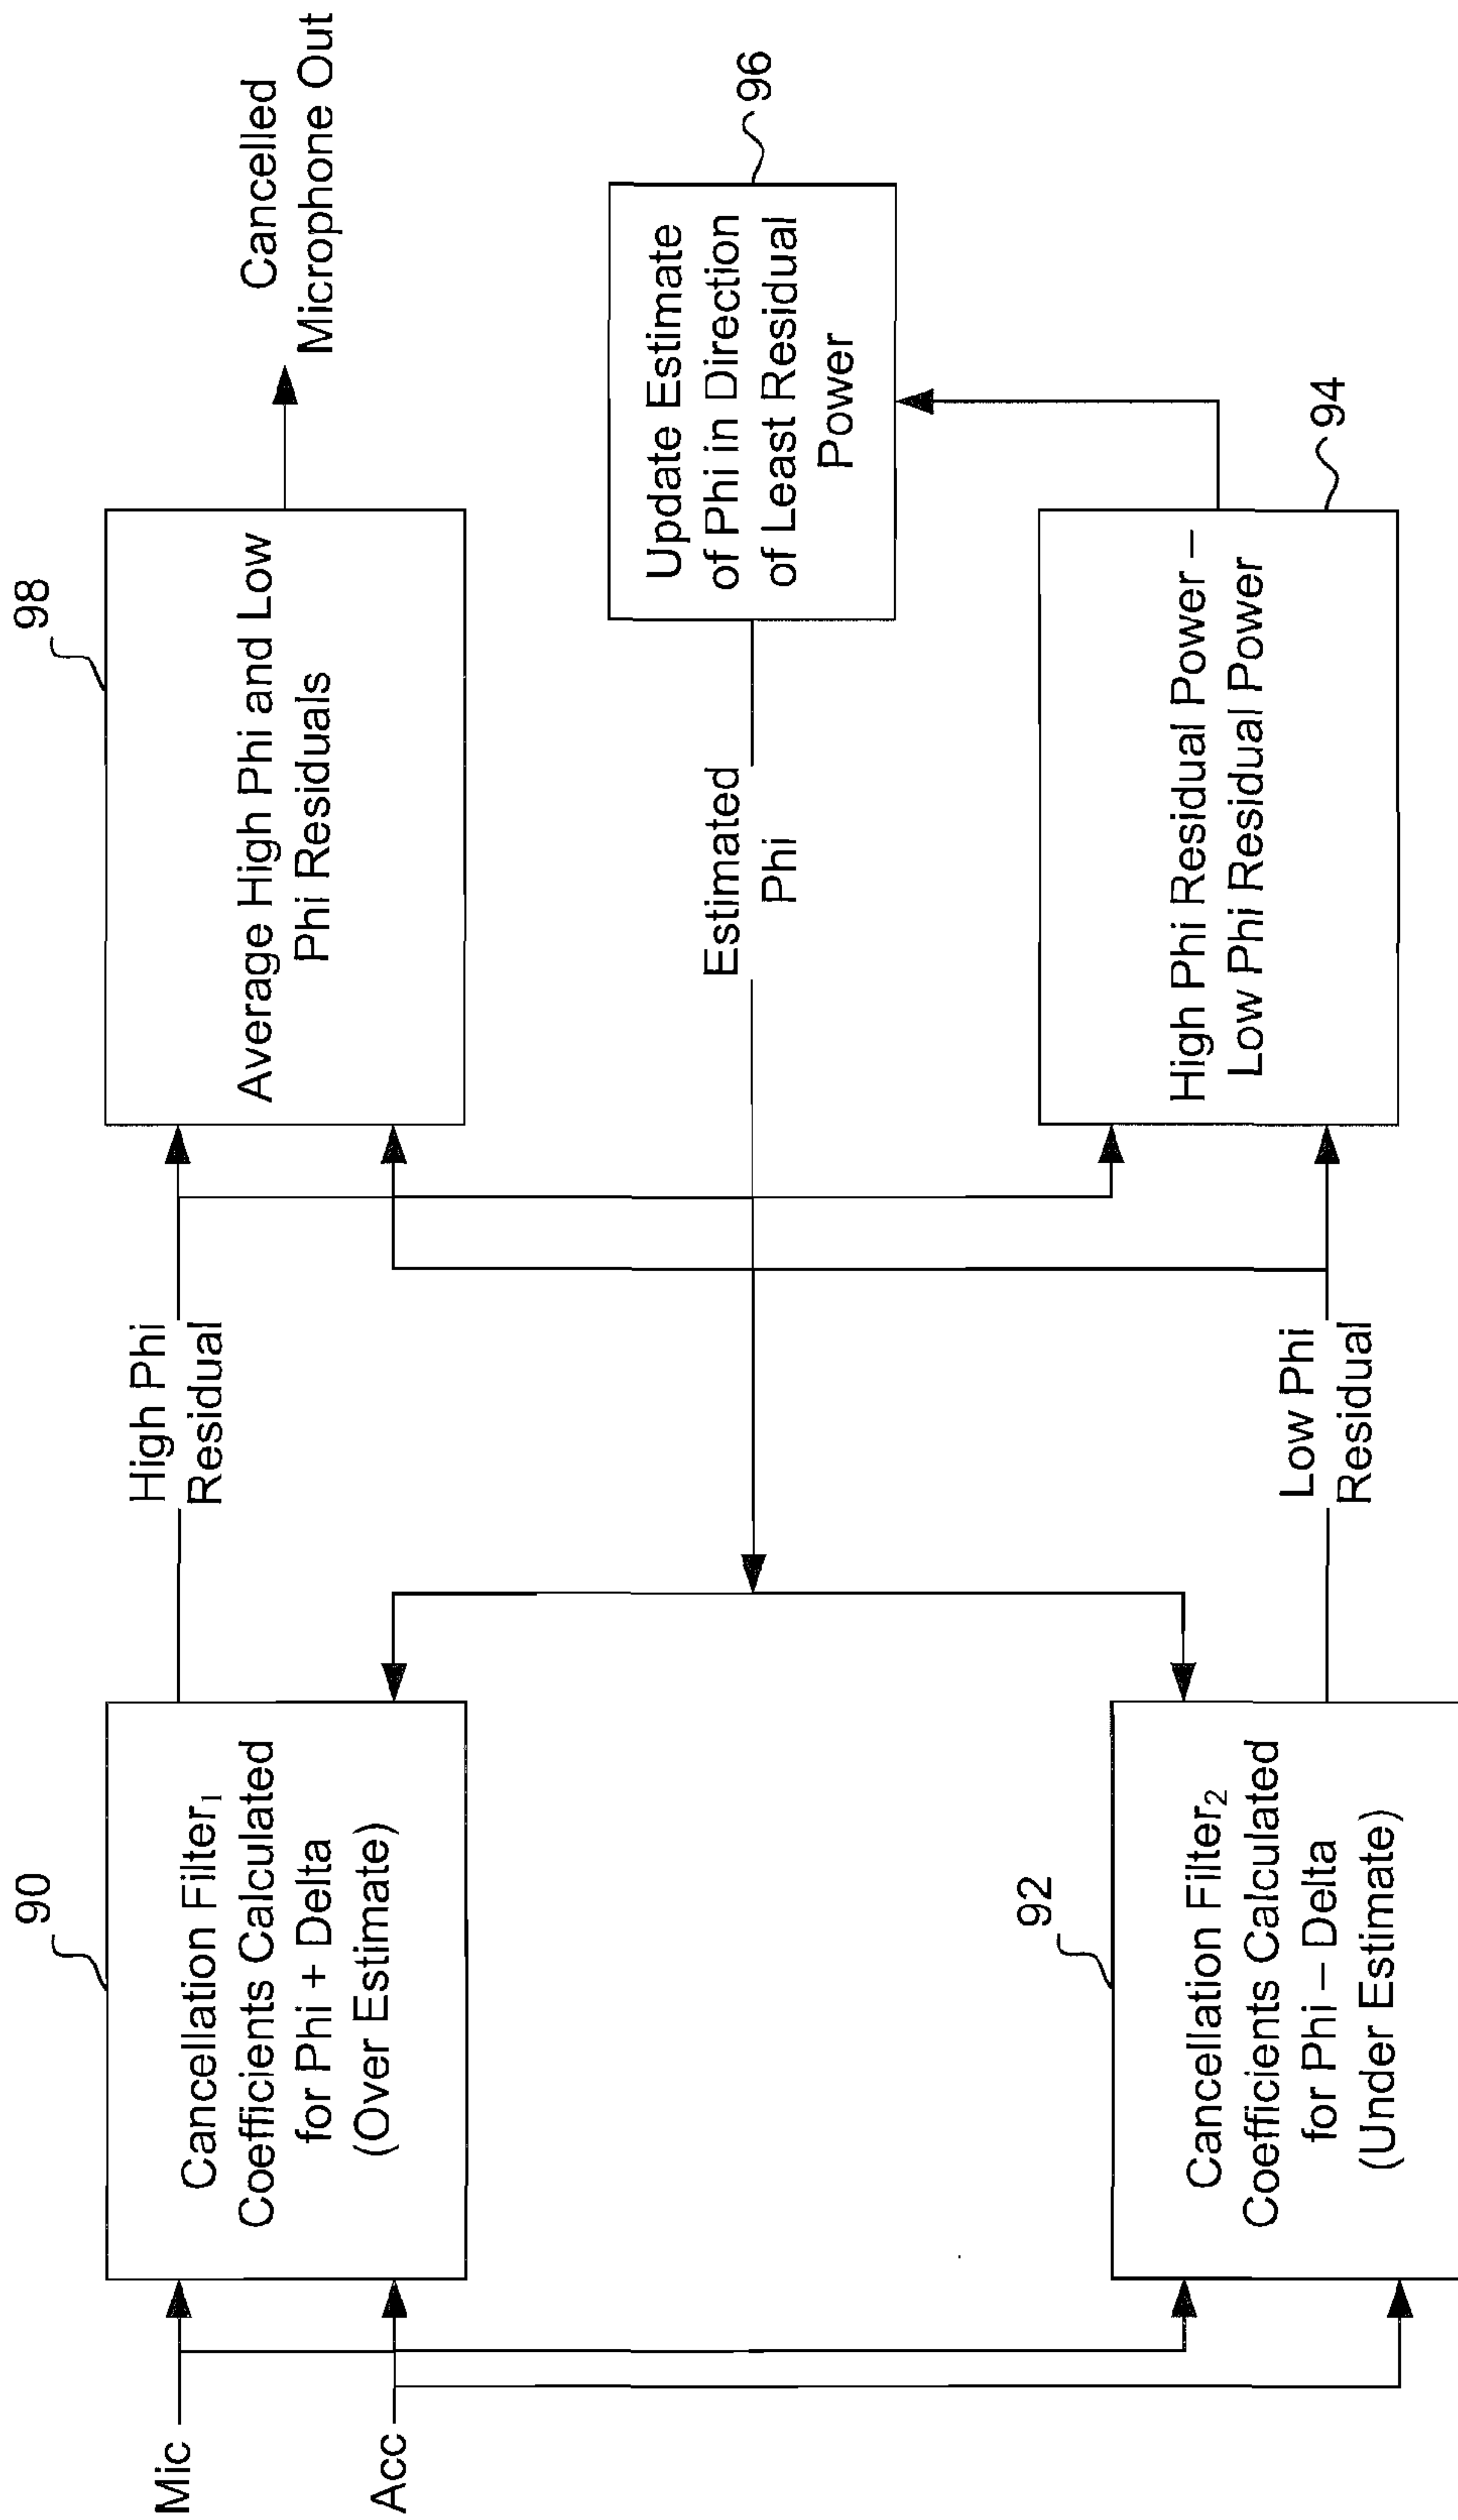 90
Cancellation Filter1
Coefficients Calculated
for Phi + Delta
(Over Estimate)
Mic
Acc
High Phi
Residual
98
Average High Phi and Low
Phi Residuals
Cancelled
Microphone Out
Estimated
Phi
Update Estimate
of Phi in Direction
of Least Residual
Power
96
92
Cancellation Filter2
Coefficients Calculated
for Phi – Delta
(Under Estimate)
Low Phi
Residual
High Phi Residual Power –
Low Phi Residual Power
94